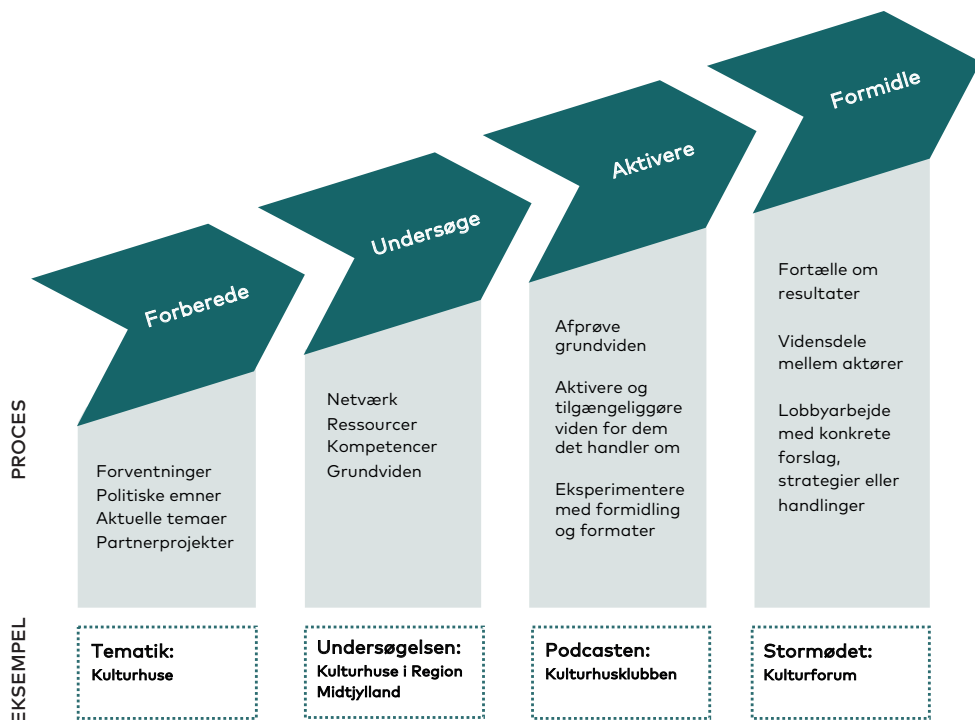 Forberede
Undersøge
Aktivere
Formidle
PROCES
Forventninger
Politiske emner
Aktuelle temaer
Partnerprojekter
Netværk
Ressourcer
Kompetencer
Grundviden
Afprøve
grundviden
Aktivere og
tilgængeliggøre
viden for dem
det handler om
Eksperimentere
med formidling
og formater
Fortælle om
resultater
Vidensdele
mellem aktører
Lobbyarbejde
med konkrete
forslag,
strategier eller
handlinger
EKSEMPEL
Tematik:
Kulturhuse
Undersøgelsen:
Kulturhuse i Region
Midtjylland
Podcasten:
Kulturhusklubben
Stormødet:
Kulturforum